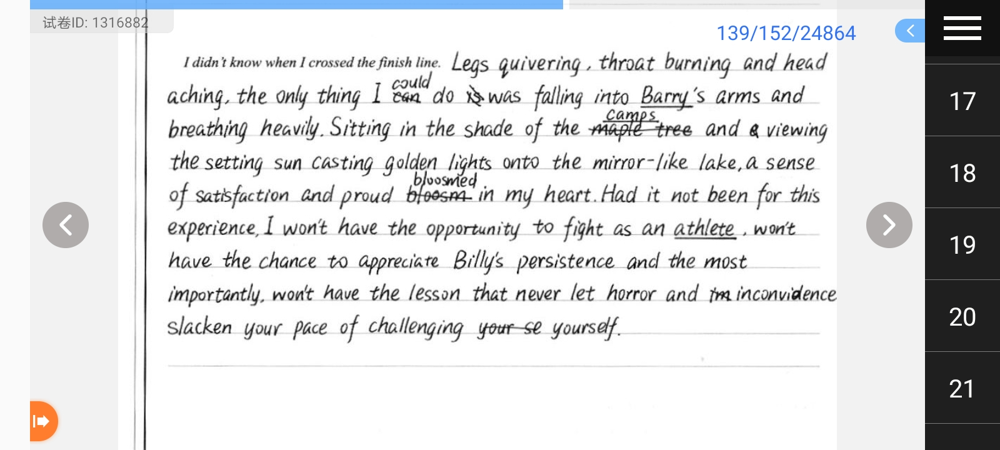 试卷ID: 1316882
139/152/24864
I didn't know when I crossed the finish line. Legs quivering, throat burning and head
could
aching, the only thing I can do is was falling into Barry's arms and
camps
breathing heavily. Sitting in the shade of the maple tree and a viewing
the setting sun casting golden lights onto the mirror-like lake, a sense
bloosmed
of satisfaction and proud bloosm in my heart. Had it not been for this
experience, I won't have the opportunity to fight as an athlete, won't
have the chance to appreciate Billy's persistence and the most
importantly, won't have the lesson that never let horror and im inconvidence
slacken your pace of challenging your se yourself.
17
18
19
20
21